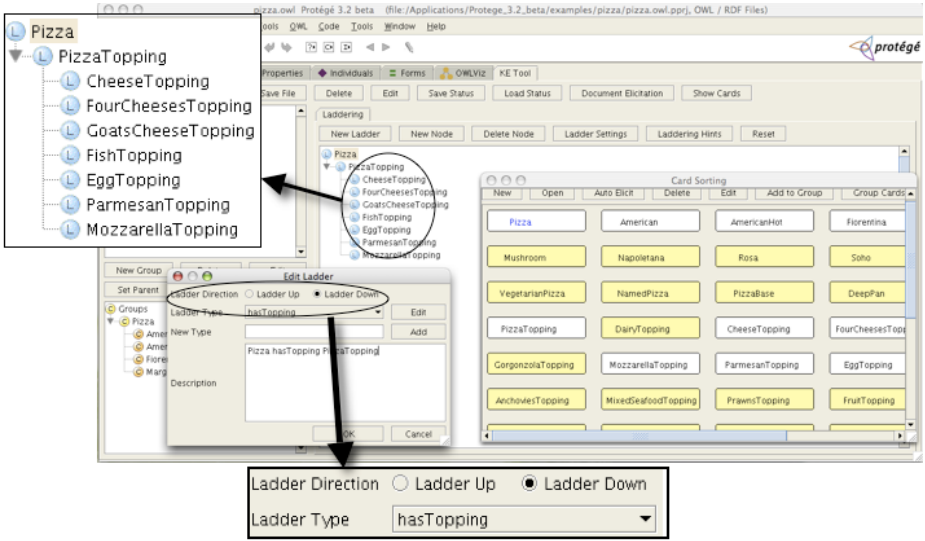 pizza.owl Protégé 3.2 beta (file:/Applications/Protege_3.2_beta/examples/pizza/pizza.owl.pprj, OWL / RDF Files)
OWL Code Tools Window Help
protégé
Properties Individuals Forms OWLViz KE Tool
Save File Delete Edit Save Status Load Status Document Elicitation Show Cards
Laddering
New Ladder New Node Delete Node Ladder Settings Laddering Hints Reset
Pizza
PizzaTopping
CheeseTopping
FourCheesesTopping
GoatsCheeseTopping
FishTopping
EggTopping
ParmesanTopping
MozzarellaTopping
Pizza
PizzaTopping
CheeseTopping
FourCheesesTopping
GoatsCheeseTopping
FishTopping
EggTopping
ParmesanTopping
MozzarellaTopping
Card Sorting
New Open Auto Elicit Delete Edit Add to Group Group Cards
Pizza American AmericanHot Fiorentina
Mushroom Napoletana Rosa Soho
VegetarianPizza NamedPizza PizzaBase DeepPan
PizzaTopping DairyTopping CheeseTopping FourCheesesTopp
GorgonzolaTopping MozzarellaTopping ParmesanTopping EggTopping
AnchoviesTopping MixedSeafoodTopping PrawnsTopping FruitTopping
New Group
Set Parent
Groups
Pizza
Amer
Amer
Fiore
Marg
Edit Ladder
Ladder Direction Ladder Up Ladder Down
Ladder Type hasTopping Edit
New Type Add
Pizza hasTopping PizzaTopping
Description
OK Cancel
Ladder Direction Ladder Up Ladder Down
Ladder Type hasTopping